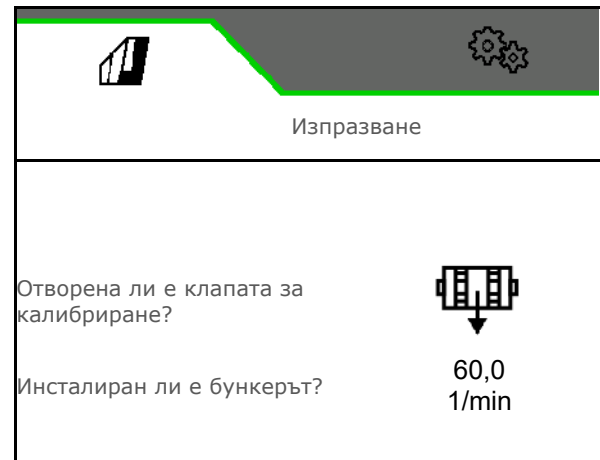 Изпразване
Отворена ли е клапата за
калибриране?
60,0
1/min
Инсталиран ли е бункерът?